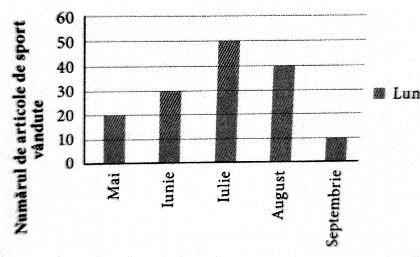 Numărul de articole de sport
vândute
60
50
40
30
20
10
0
Mai
Iunie
Iulie
August
Septembrie
Lun